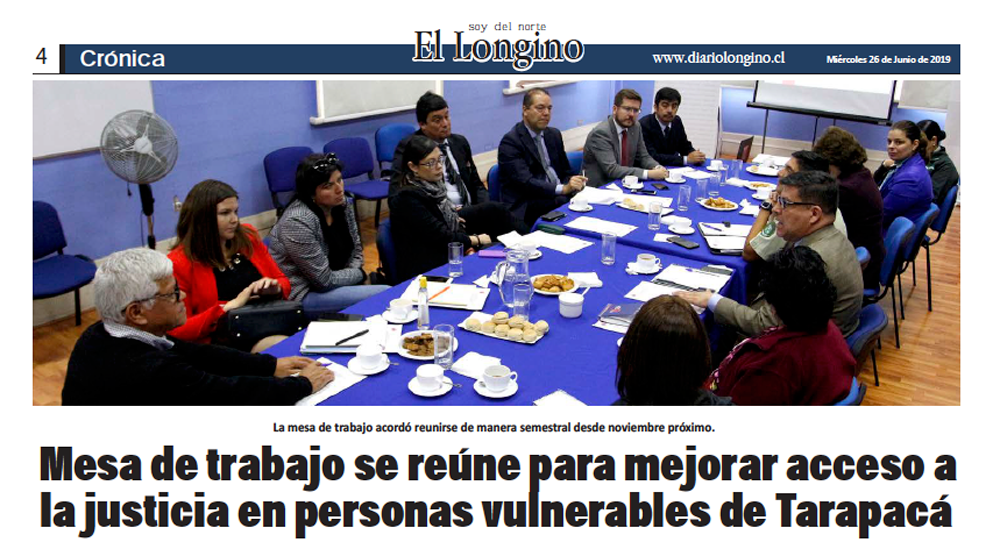 soy del norte
4 Crónica El Longino www.diariolongino.cl Miércoles 26 de Junio de 2019
La mesa de trabajo acordó reunirse de manera semestral desde noviembre próximo.
Mesa de trabajo se reúne para mejorar acceso a
la justicia en personas vulnerables de Tarapacá